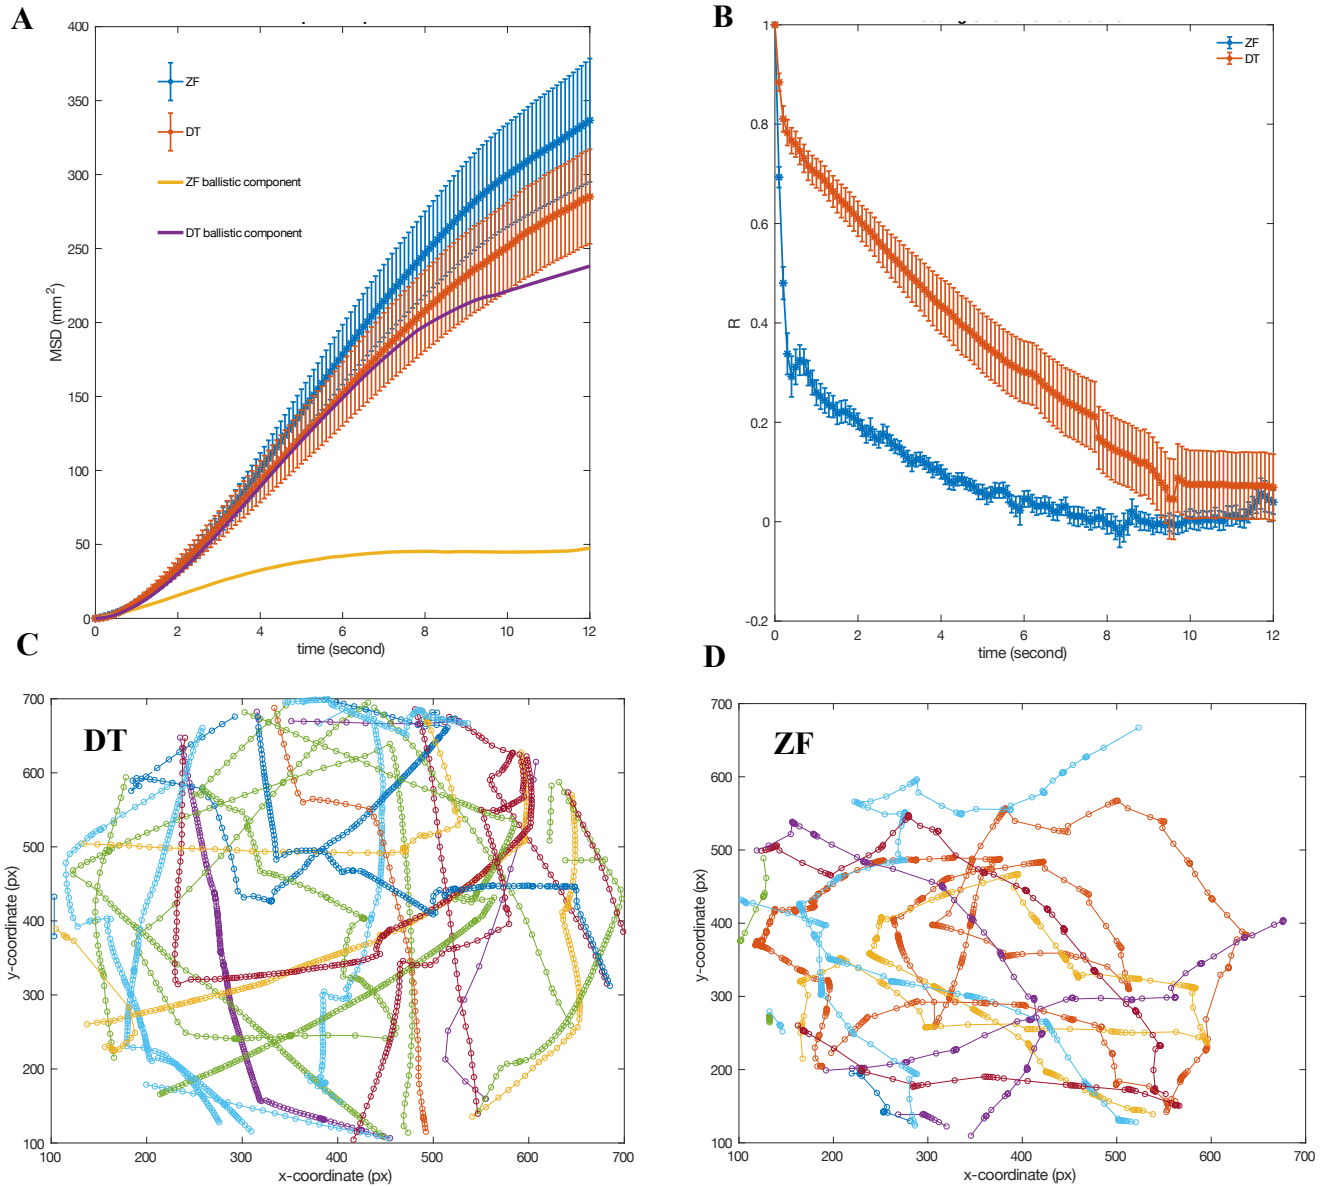 A
400
350
300
250
200
150
100
50
0
MSD (mm²)
ZF
DT
ZF ballistic component
DT ballistic component
0 2 4 6 8 10 12
time (second)
B
1
0.8
0.6
0.4
0.2
0
-0.2
R
ZF
DT
0 2 4 6 8 10 12
time (second)
C
700
600
500
400
300
200
100
y-coordinate (px)
DT
100 200 300 400 500 600 700
x-coordinate (px)
D
700
600
500
400
300
200
100
y-coordinate (px)
ZF
100 200 300 400 500 600 700
x-coordinate (px)